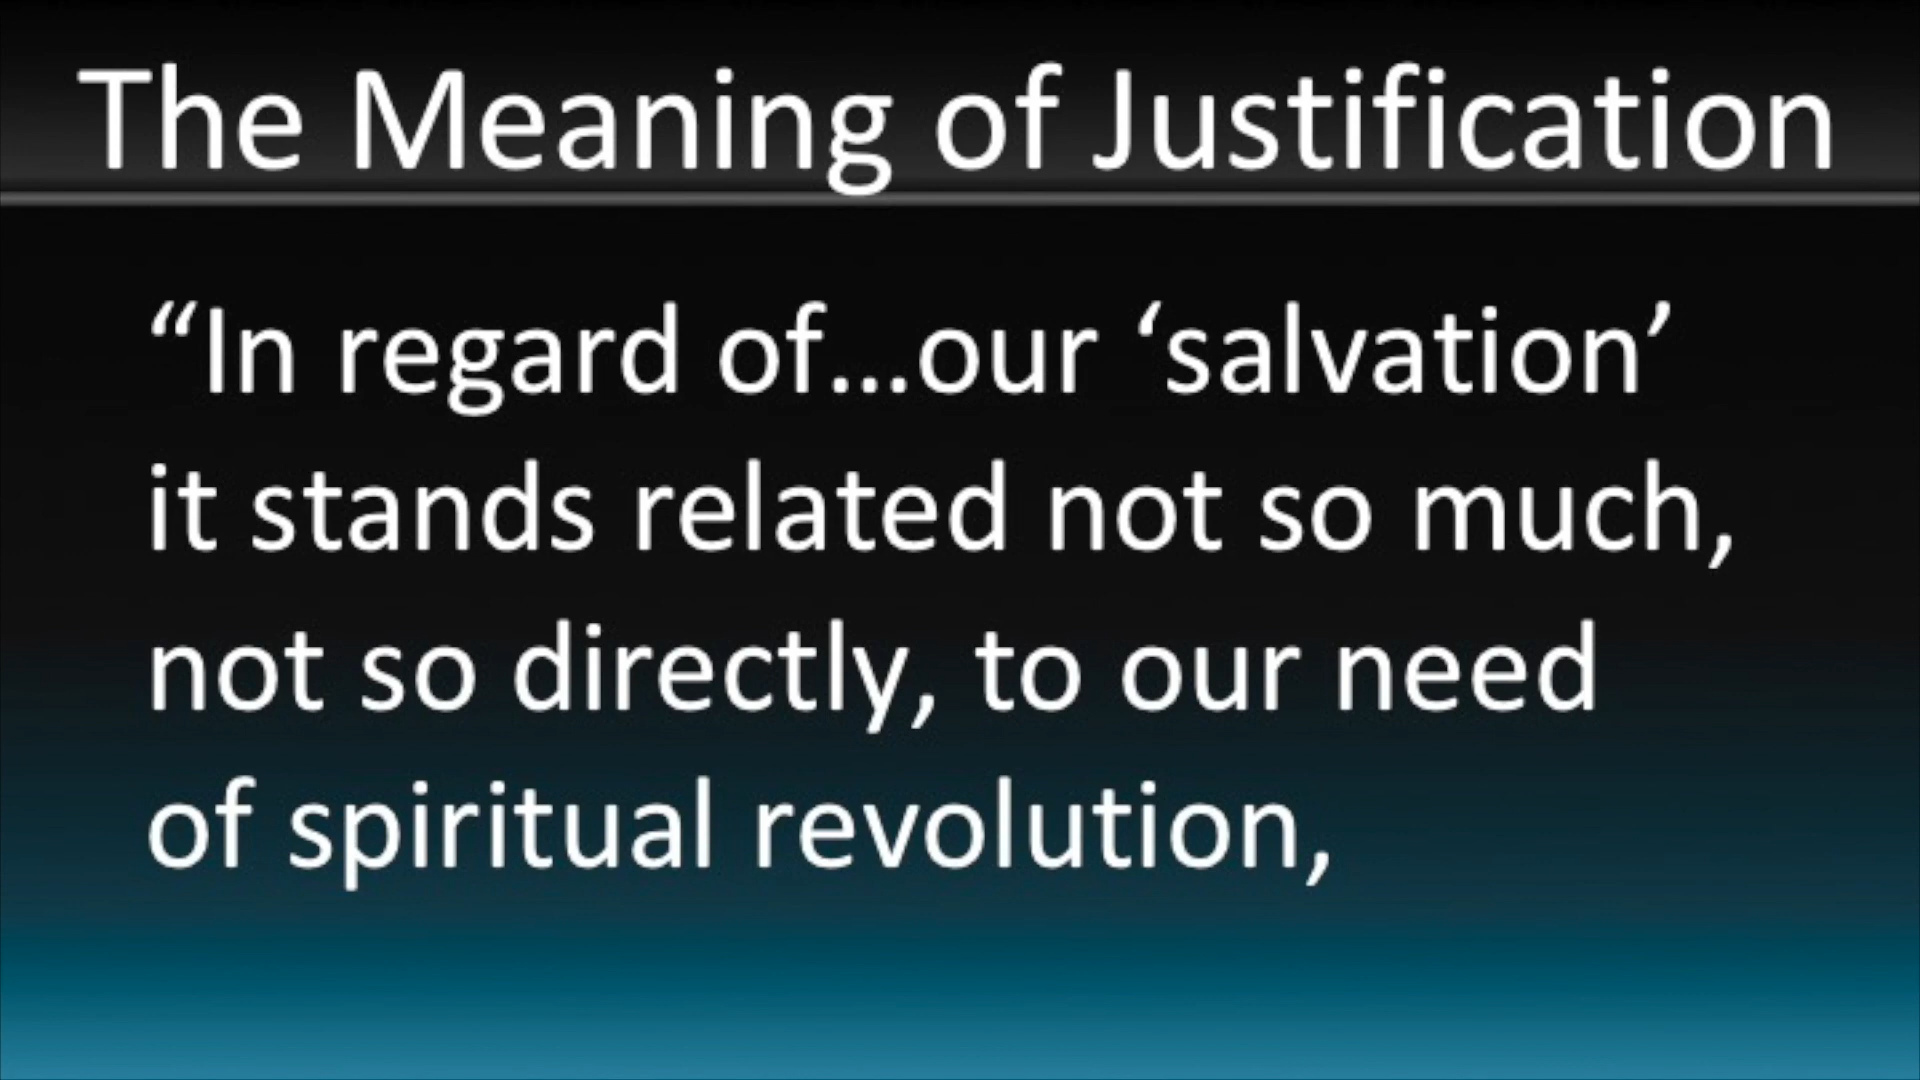 The Meaning of Justification
“In regard of...our ‘salvation’
it stands related not so much,
not so directly, to our need
of spiritual revolution,